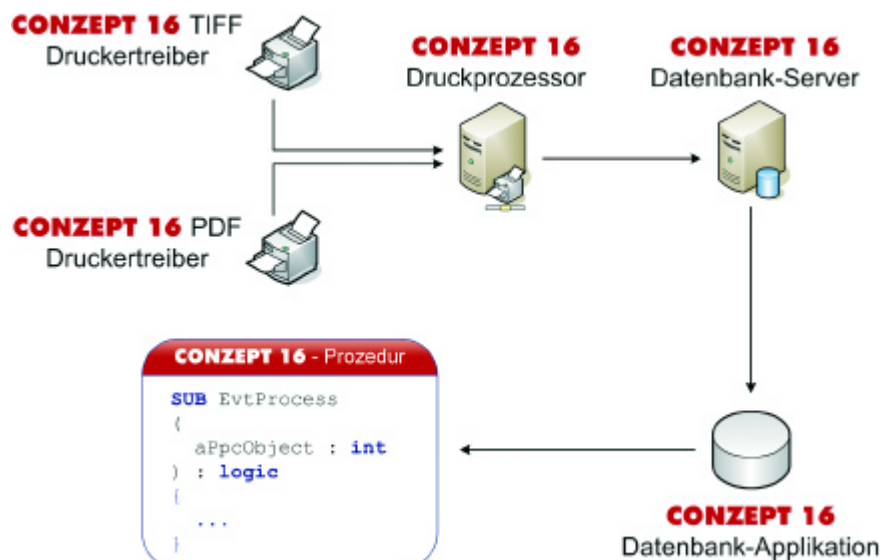 CONZEPT 16 TIFF
Druckertreiber
CONZEPT 16
Druckprozessor
CONZEPT 16
Datenbank-Server
CONZEPT 16 PDF
Druckertreiber
CONZEPT 16 - Prozedur
SUB EvtProcess
(
aPpcObject : int
) : logic
{
...
}
CONZEPT 16
Datenbank-Applikation